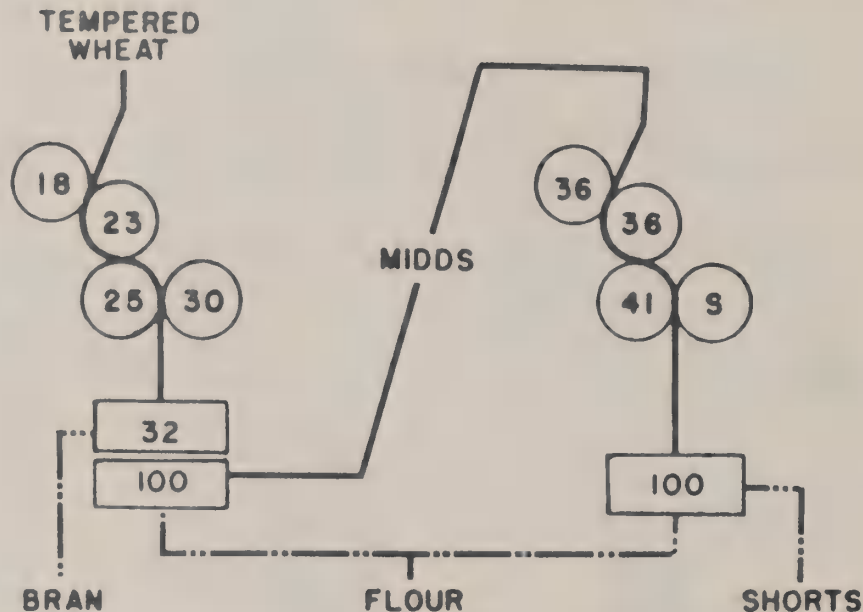 TEMPERED
WHEAT
18
23
25
30
32
100
MIDDS
36
36
41
S
100
BRAN
FLOUR
SHORTS